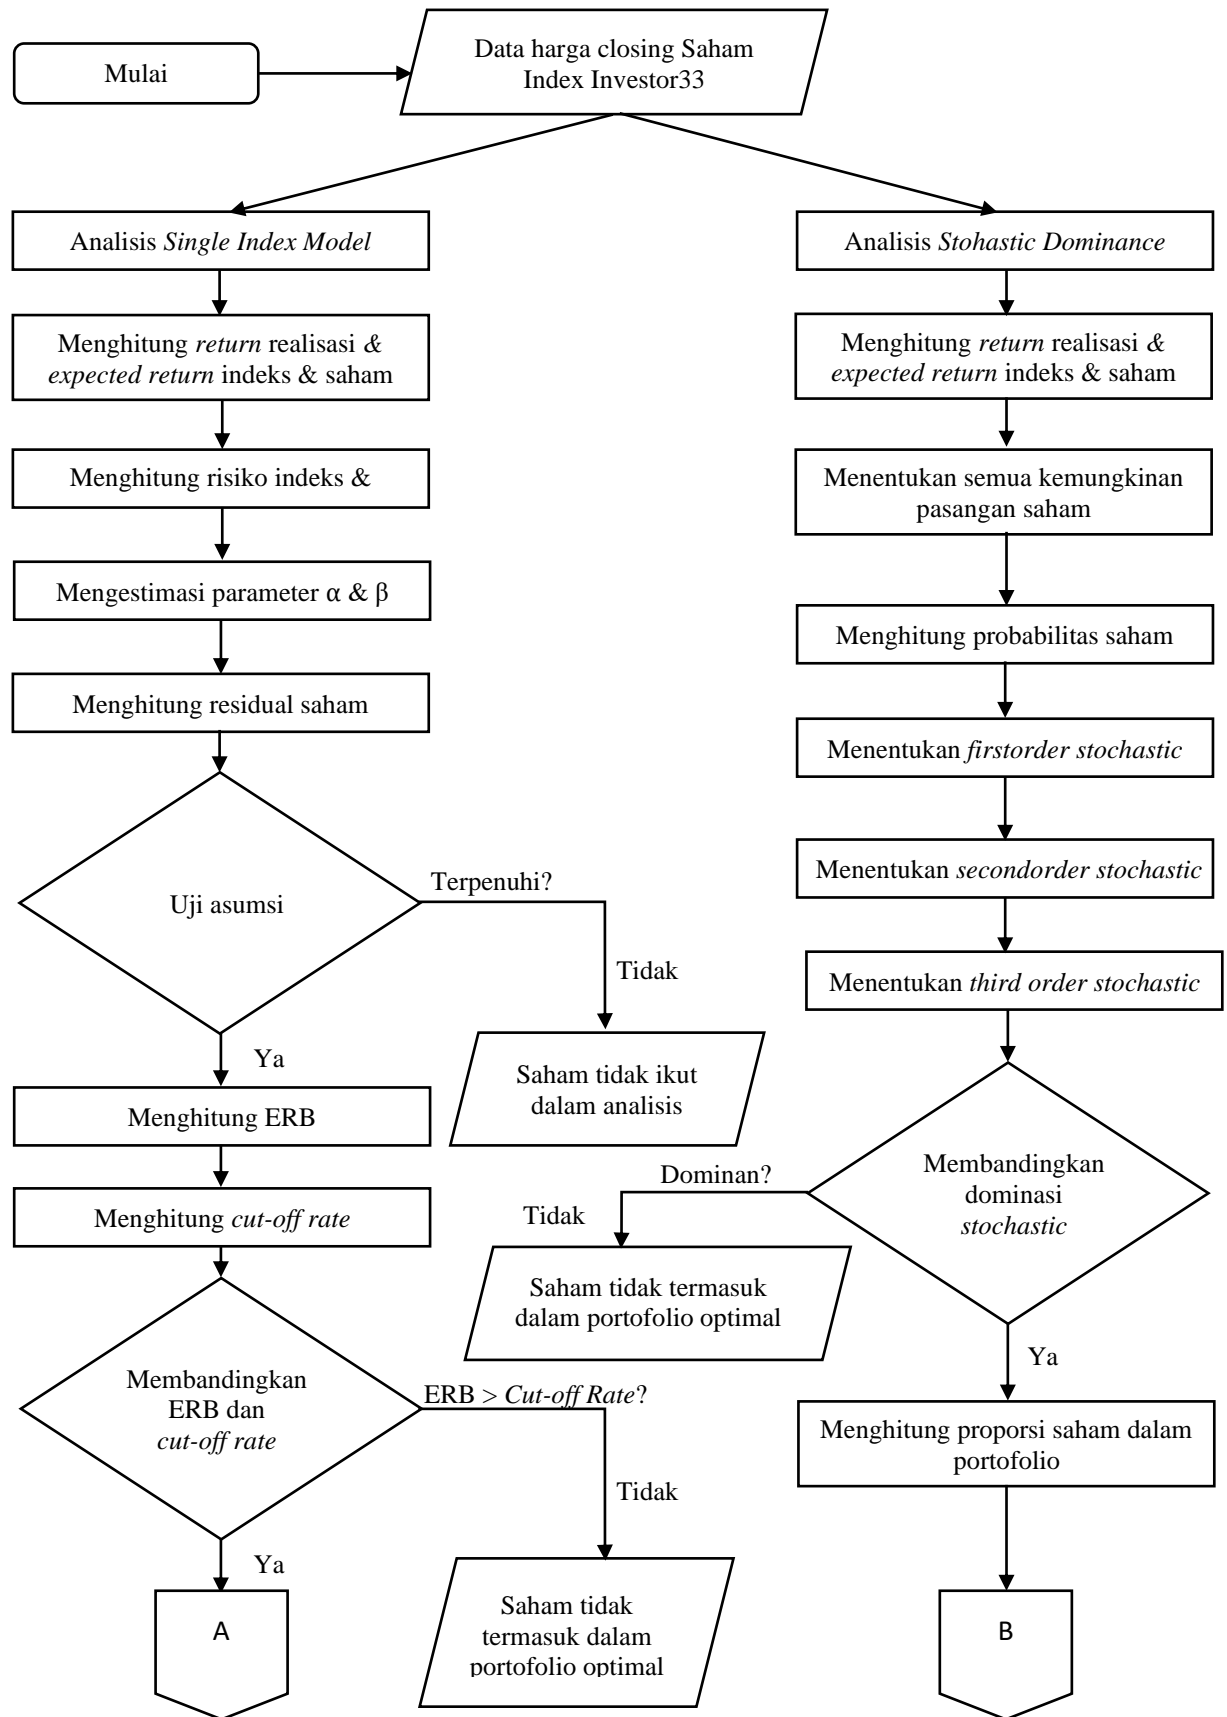 Mulai
Data harga closing Saham
Index Investor33
Analisis Single Index Model
Menghitung return realisasi &
expected return indeks & saham
Menghitung risiko indeks &
Mengestimasi parameter α & β
Menghitung residual saham
Uji asumsi
Terpenuhi?
Tidak
Saham tidak ikut
dalam analisis
Ya
Menghitung ERB
Menghitung cut-off rate
Membandingkan
ERB dan
cut-off rate
ERB > Cut-off Rate?
Tidak
Saham tidak
termasuk dalam
portofolio optimal
Ya
A
Analisis Stohastic Dominance
Menghitung return realisasi &
expected return indeks & saham
Menentukan semua kemungkinan
pasangan saham
Menghitung probabilitas saham
Menentukan firstorder stochastic
Menentukan secondorder stochastic
Menentukan third order stochastic
Membandingkan
dominasi
stochastic
Dominan?
Tidak
Saham tidak termasuk
dalam portofolio optimal
Ya
Menghitung proporsi saham dalam
portofolio
B